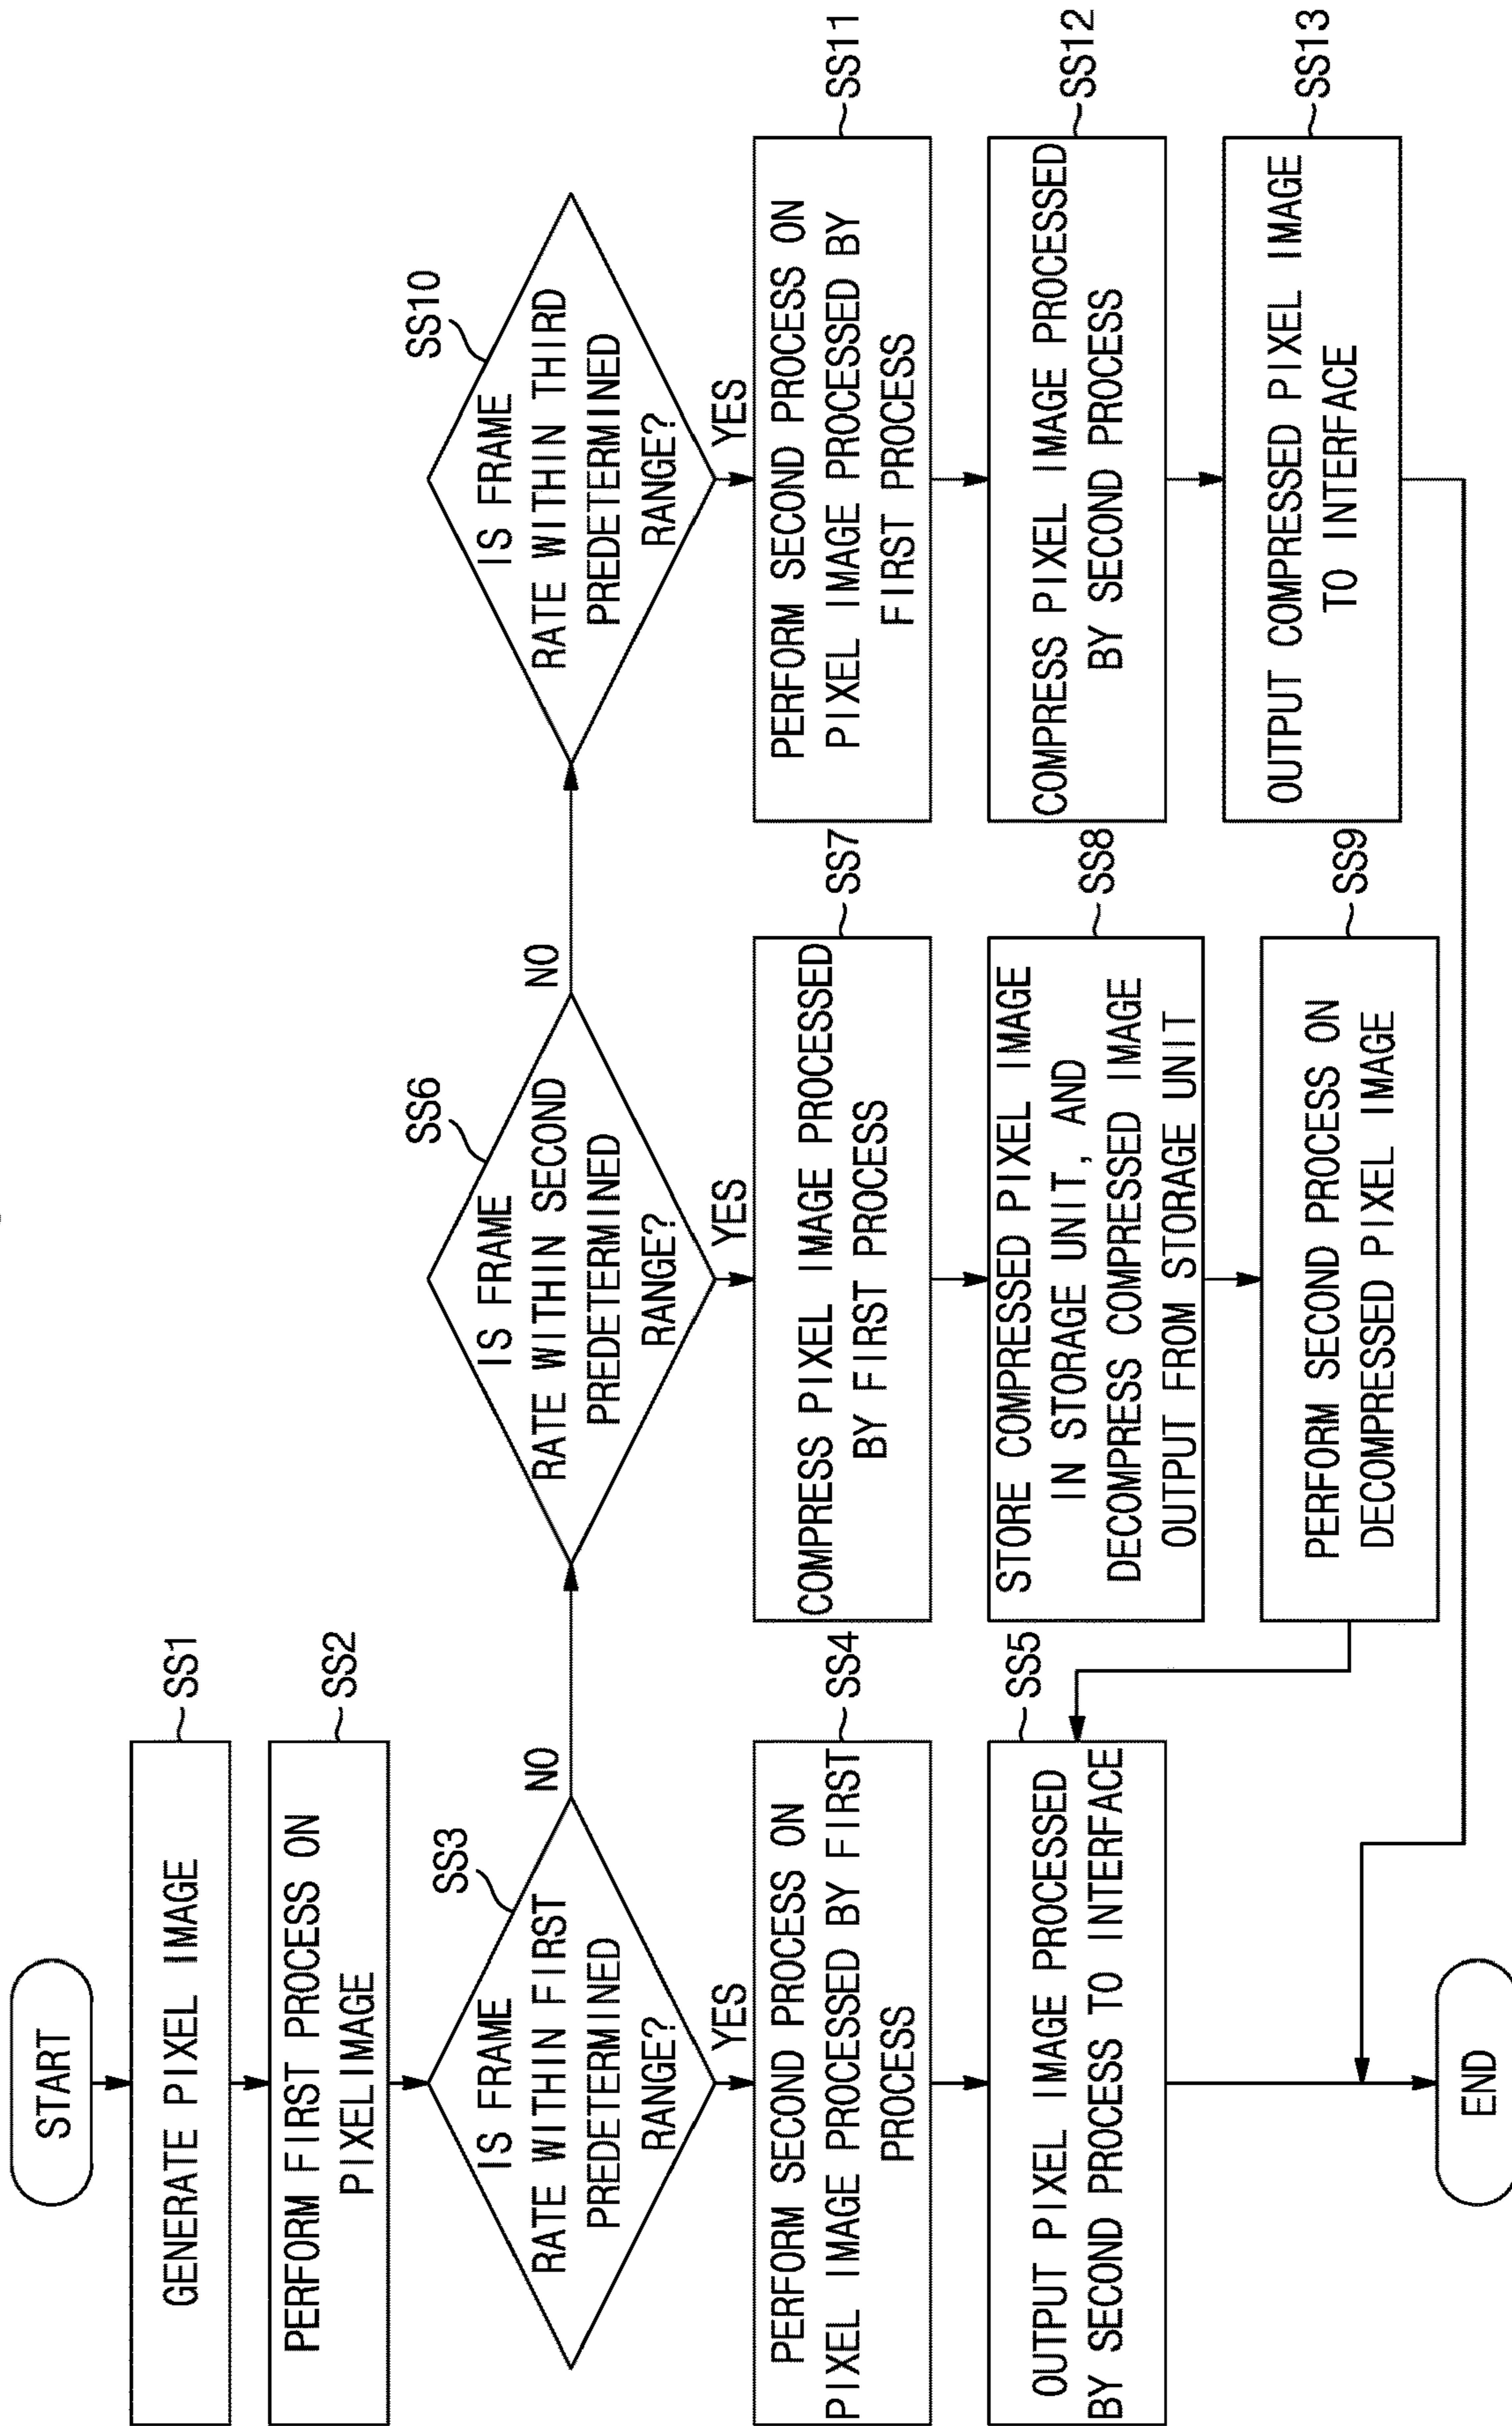 START
GENERATE PIXEL IMAGE
SS1
PERFORM FIRST PROCESS ON
PIXELIMAGE
SS2
IS FRAME
RATE WITHIN FIRST
PREDETERMINED
RANGE?
SS3
NO
YES
PERFORM SECOND PROCESS ON
PIXEL IMAGE PROCESSED BY FIRST
PROCESS
SS4
OUTPUT PIXEL IMAGE PROCESSED
BY SECOND PROCESS TO INTERFACE
SS5
IS FRAME
RATE WITHIN SECOND
PREDETERMINED
RANGE?
SS6
NO
YES
COMPRESS PIXEL IMAGE PROCESSED
BY FIRST PROCESS
SS7
STORE COMPRESSED PIXEL IMAGE
IN STORAGE UNIT, AND
DECOMPRESS COMPRESSED IMAGE
OUTPUT FROM STORAGE UNIT
SS8
PERFORM SECOND PROCESS ON
DECOMPRESSED PIXEL IMAGE
SS9
IS FRAME
RATE WITHIN THIRD
PREDETERMINED
RANGE?
SS10
YES
PERFORM SECOND PROCESS ON
PIXEL IMAGE PROCESSED BY
FIRST PROCESS
SS11
COMPRESS PIXEL IMAGE PROCESSED
BY SECOND PROCESS
SS12
OUTPUT COMPRESSED PIXEL IMAGE
TO INTERFACE
SS13
END